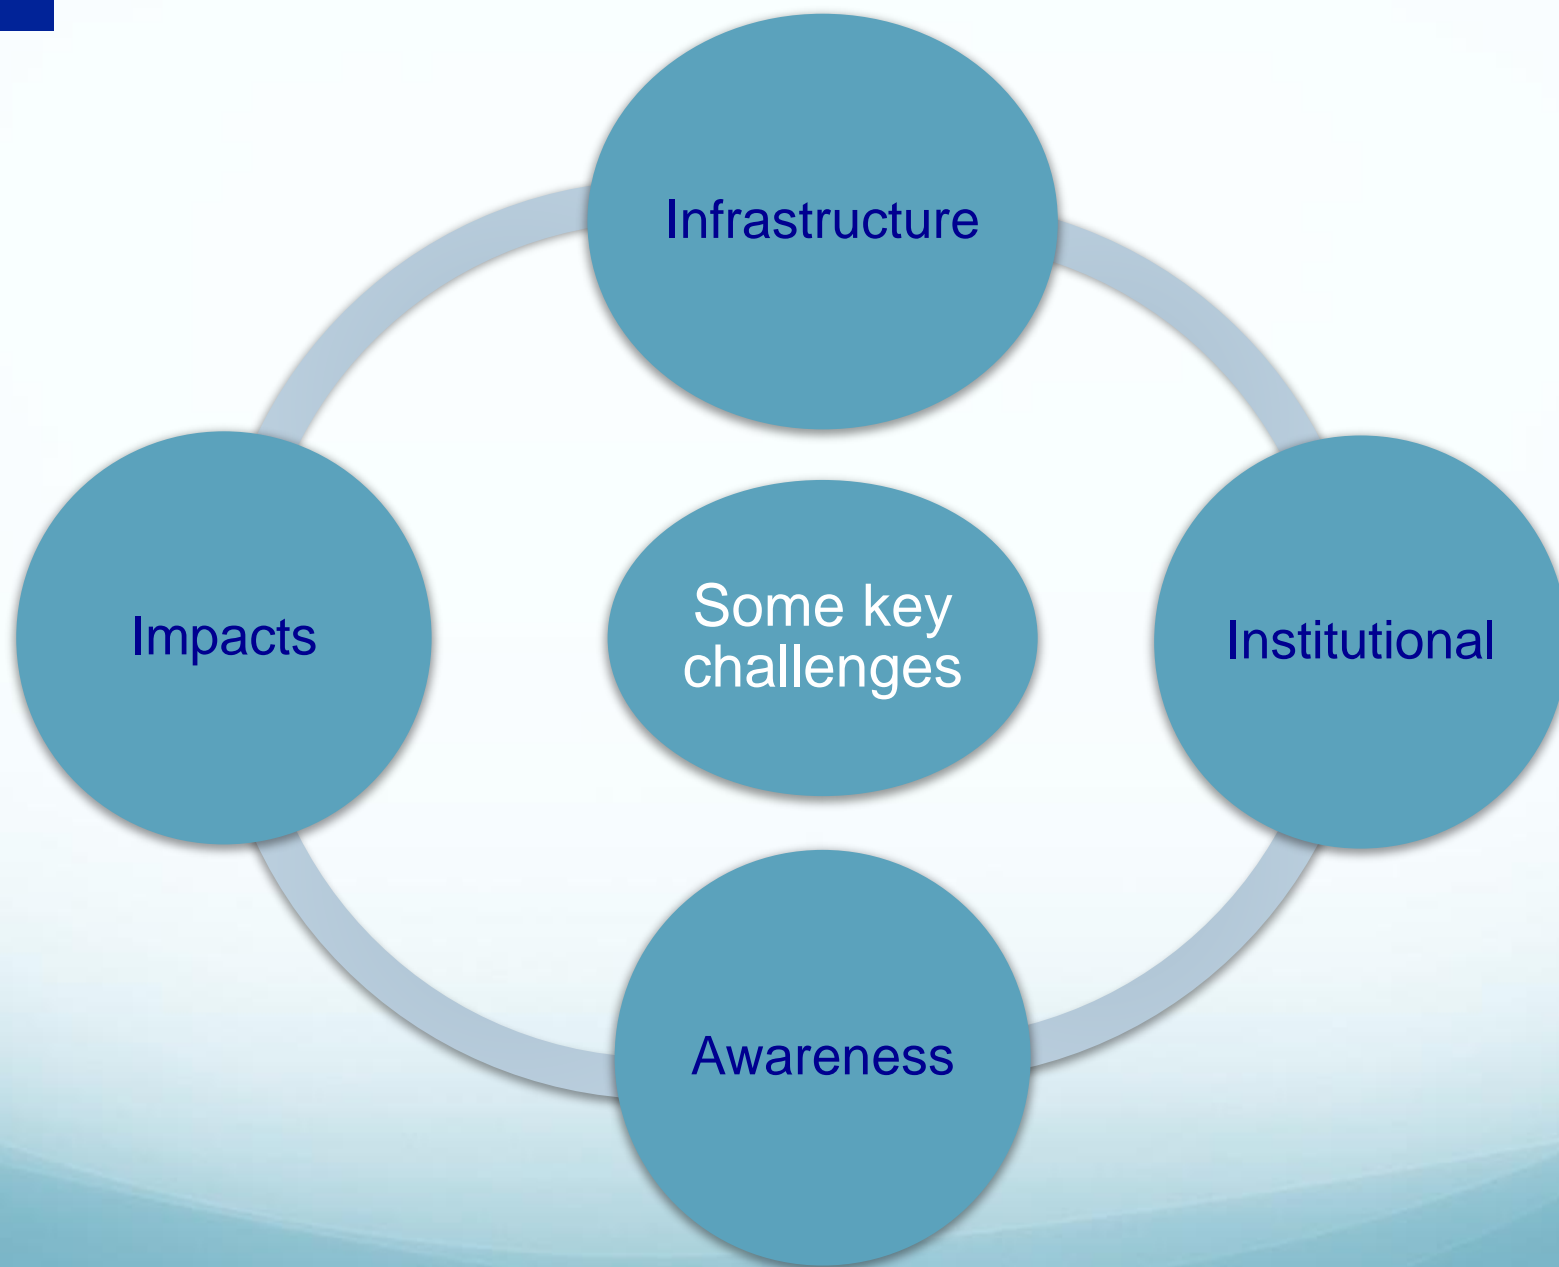 Infrastructure
Impacts
Some key
challenges
Institutional
Awareness